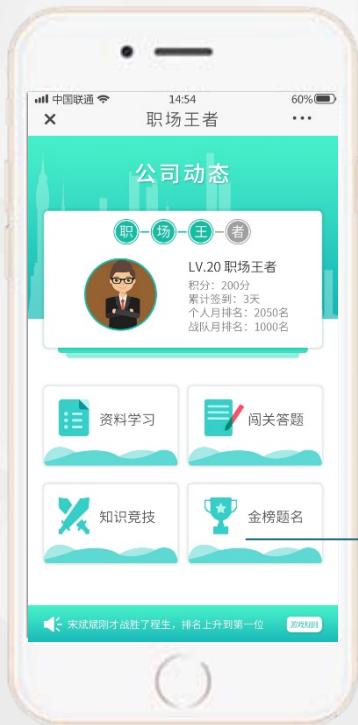 中国联通
14:54
60%
职场王者
公司动态
职-场-王-者
LV.20 职场王者
积分：200分
累计签到：3天
个人月排名：2050名
战队月排名：1000名
资料学习
闯关答题
知识竞技
金榜题名
宋斌斌刚才战胜了程生，排名上升到第一位
游戏规则